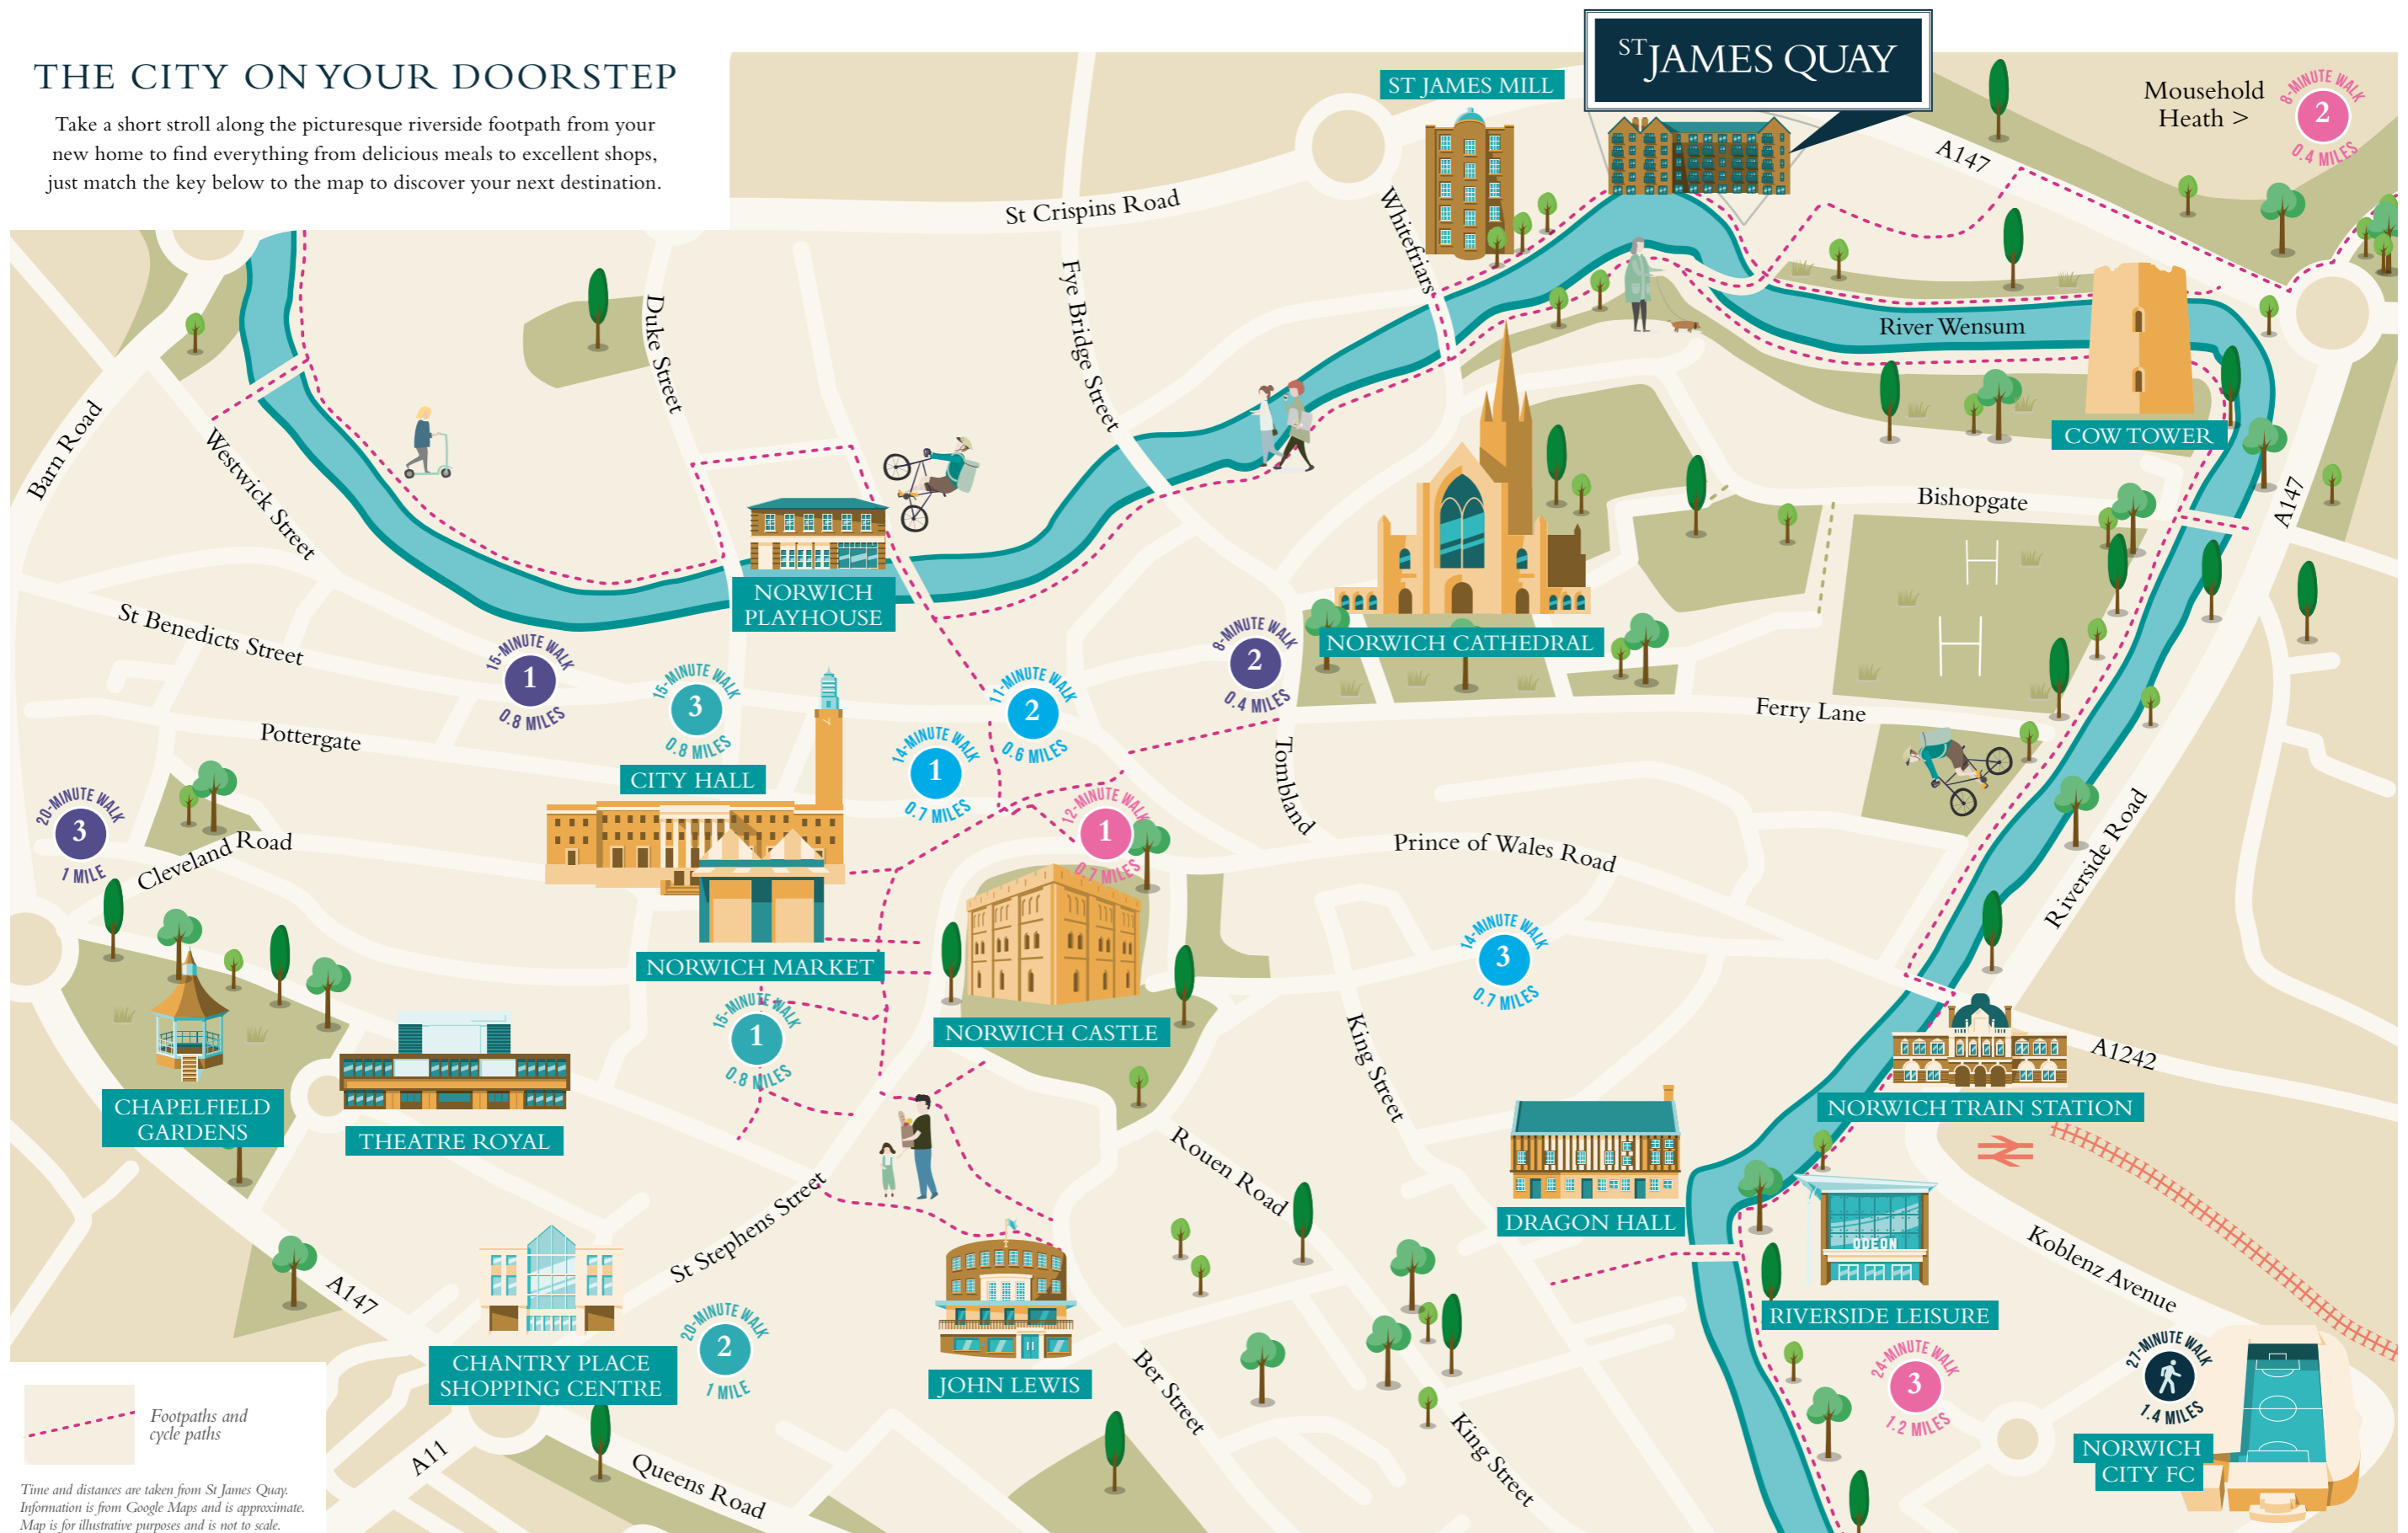 THE CITY ON YOUR DOORSTEP
Take a short stroll along the picturesque riverside footpath from your
new home to find everything from delicious meals to excellent shops,
just match the key below to the map to discover your next destination.
ST JAMES QUAY
ST JAMES MILL
Mousehold
Heath >
8-MINUTE WALK
2
0.4 MILES
A147
St Crispins Road
Whitefriars
Fye Bridge Street
Duke Street
River Wensum
COW TOWER
Barn Road
Westwick Street
Bishopgate
A147
NORWICH
PLAYHOUSE
St Benedicts Street
15-MINUTE WALK
1
0.8 MILES
15-MINUTE WALK
3
0.8 MILES
11-MINUTE WALK
2
0.6 MILES
8-MINUTE WALK
2
0.4 MILES
NORWICH CATHEDRAL
Ferry Lane
Pottergate
CITY HALL
14-MINUTE WALK
1
0.7 MILES
Tombland
20-MINUTE WALK
3
1 MILE
Cleveland Road
12-MINUTE WALK
1
0.7 MILES
Prince of Wales Road
Riverside Road
14-MINUTE WALK
3
0.7 MILES
NORWICH MARKET
15-MINUTE WALK
1
0.8 MILES
NORWICH CASTLE
King Street
A1242
CHAPELFIELD
GARDENS
THEATRE ROYAL
NORWICH TRAIN STATION
Rouen Road
DRAGON HALL
ODEON
St Stephens Street
Koblenz Avenue
A147
RIVERSIDE LEISURE
CHANTRY PLACE
SHOPPING CENTRE
20-MINUTE WALK
2
1 MILE
JOHN LEWIS
Ber Street
24-MINUTE WALK
3
1.2 MILES
27-MINUTE WALK
1.4 MILES
NORWICH
CITY FC
King Street
A11
Queens Road
Footpaths and
cycle paths
Time and distances are taken from St James Quay.
Information is from Google Maps and is approximate.
Map is for illustrative purposes and is not to scale.